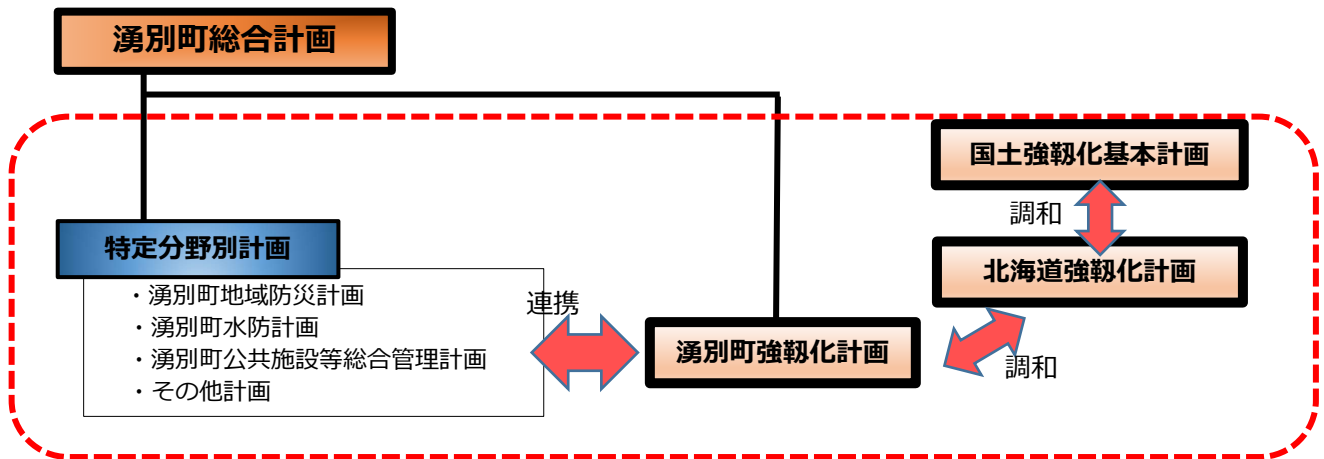 湧別町総合計画
国土強靱化基本計画
調和
特定分野別計画
北海道強靱化計画
・湧別町地域防災計画
・湧別町水防計画
・湧別町公共施設等総合管理計画
・その他計画
連携
湧別町強靱化計画
調和